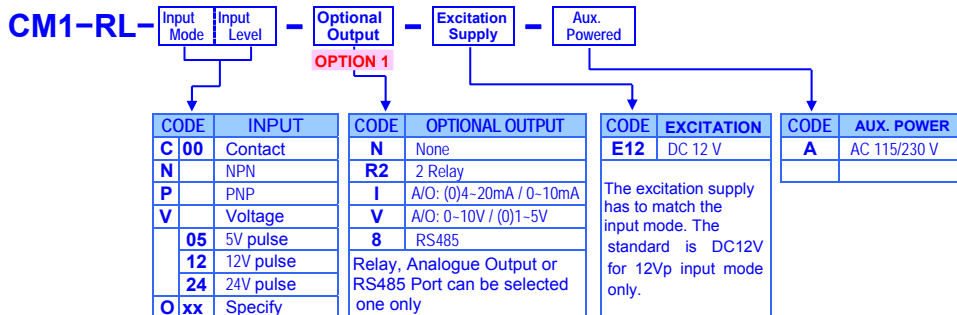 CM1-RL- Input Mode Input Level - Optional Output - Excitation Supply - Aux. Powered
OPTION 1
CODE INPUT
C 00 Contact
N NPN
P PNP
V Voltage
05 5V pulse
12 12V pulse
24 24V pulse
O xx Specify
CODE OPTIONAL OUTPUT
N None
R2 2 Relay
I A/O: (0)4~20mA / 0~10mA
V A/O: 0~10V / (0)1~5V
8 RS485
Relay, Analogue Output or
RS485 Port can be selected
one only
CODE EXCITATION
E12 DC 12 V
The excitation supply
has to match the
input mode. The
standard is DC12V
for 12Vp input mode
only.
CODE AUX. POWER
A AC 115/230 V